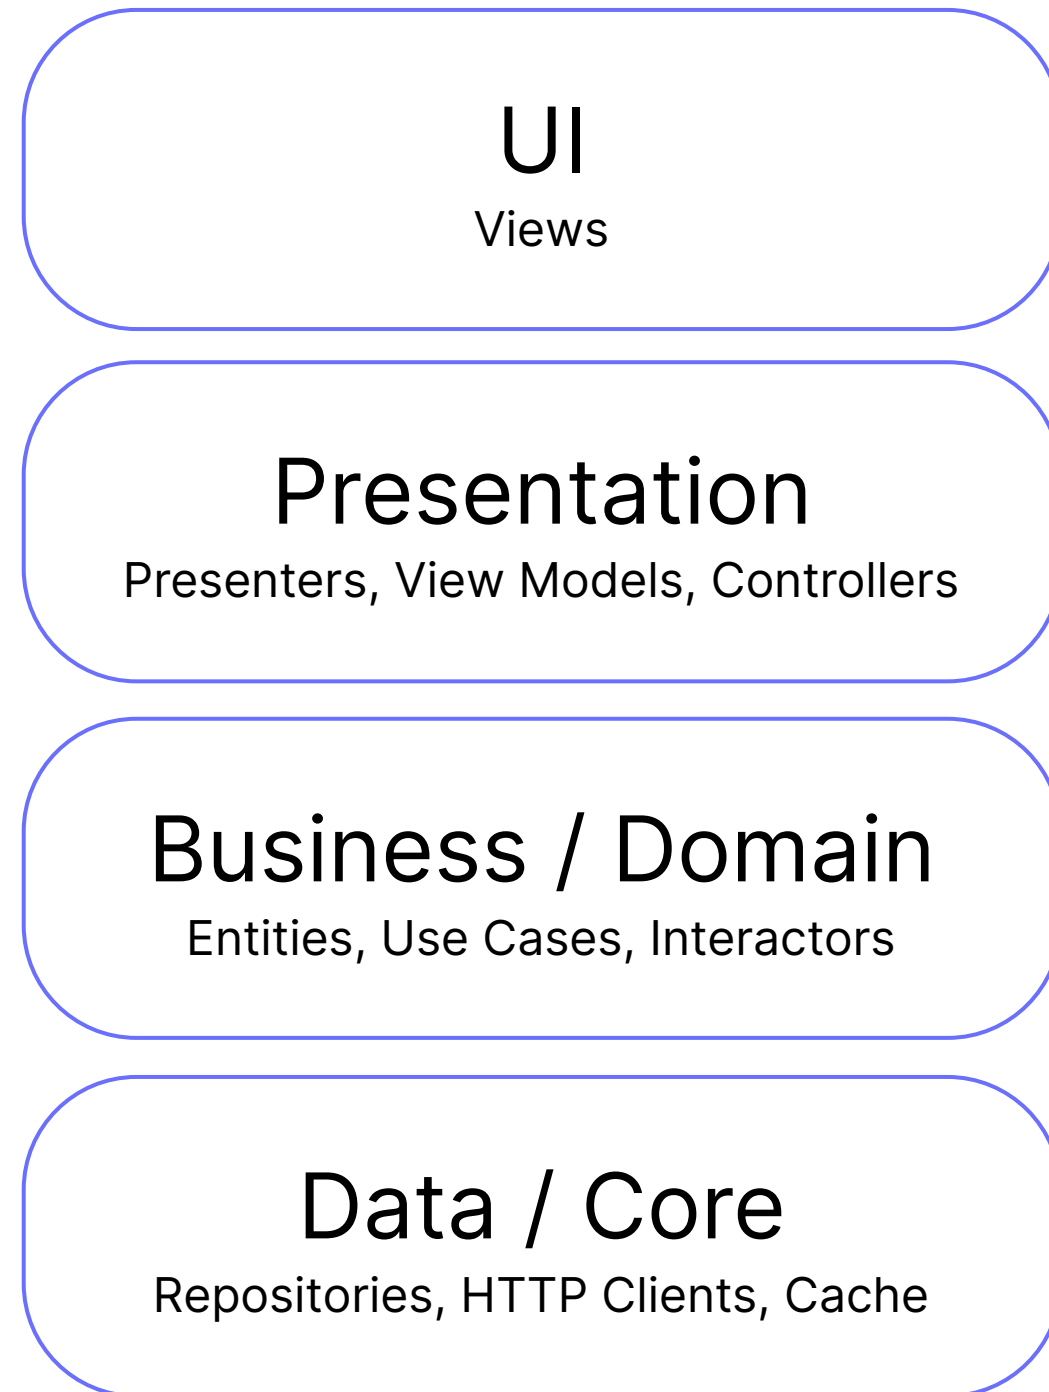 UI
Views
Presentation
Presenters, View Models, Controllers
Business / Domain
Entities, Use Cases, Interactors
Data / Core
Repositories, HTTP Clients, Cache